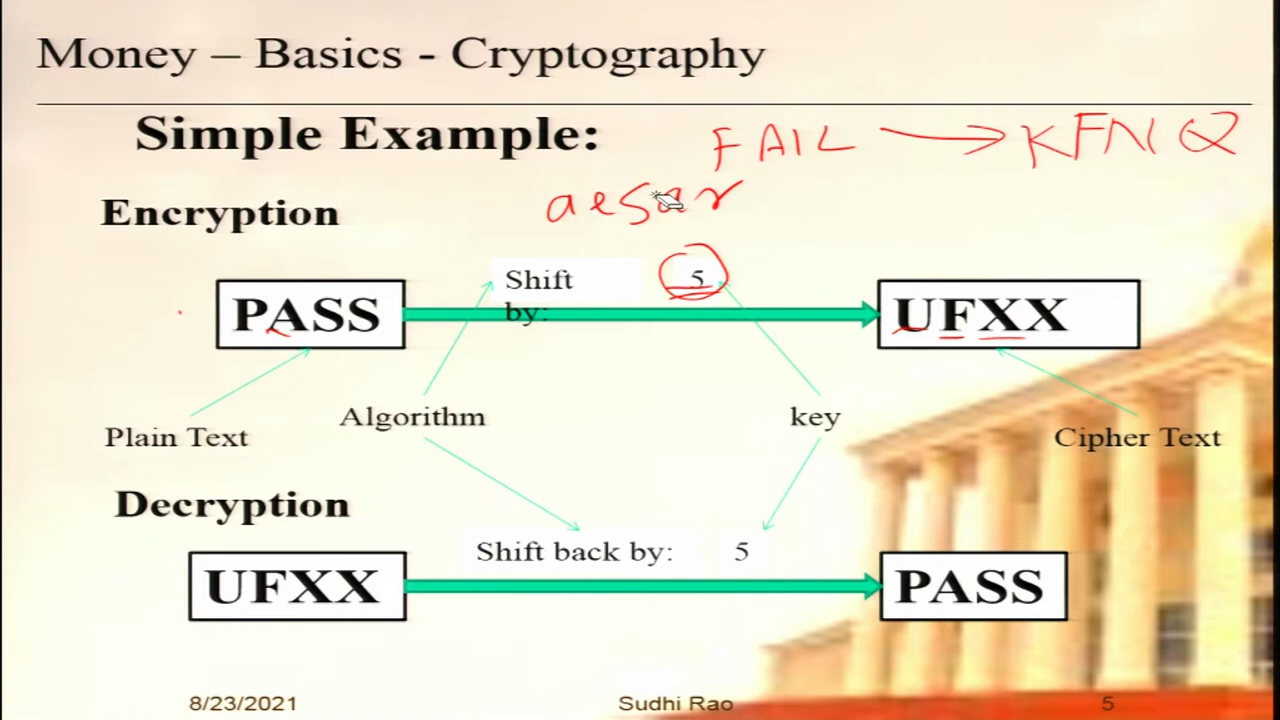 Money – Basics - Cryptography
Simple Example:
FAIL → KFNQ
Encryption
aesar
Shift by: 5
PASS
UFXX
Plain Text
Algorithm
key
Cipher Text
Decryption
Shift back by: 5
UFXX
PASS
8/23/2021
Sudhi Rao
5